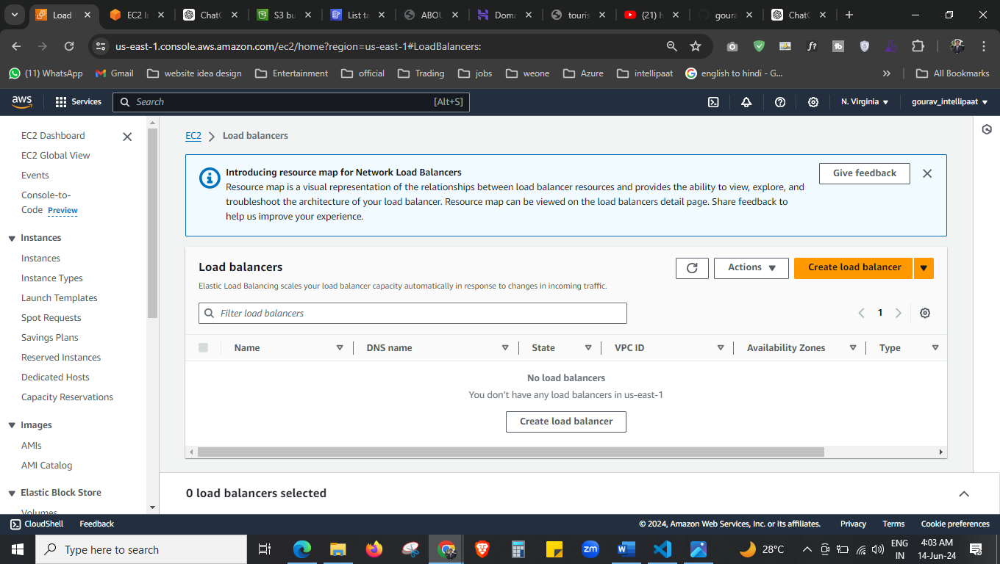 Load
EC2 In
ChatG
S3 bu
List ta
ABOU
Doma
touris
(21) h
goura
ChatG
us-east-1.console.aws.amazon.com/ec2/home?region=us-east-1#LoadBalancers:
f?
(11) WhatsApp
Gmail
website idea design
Entertainment
official
Trading
jobs
weone
Azure
intellipaat
english to hindi - G...
All Bookmarks
aws
Services
Search
[Alt+S]
N. Virginia
gourav_intellipaat
EC2 Dashboard
EC2 Global View
Events
Console-to-
Code Preview
Instances
Instances
Instance Types
Launch Templates
Spot Requests
Savings Plans
Reserved Instances
Dedicated Hosts
Capacity Reservations
Images
AMIs
AMI Catalog
Elastic Block Store
Volumes
EC2
Load balancers
Introducing resource map for Network Load Balancers
Resource map is a visual representation of the relationships between load balancer resources and provides the ability to view, explore, and
troubleshoot the architecture of your load balancer. Resource map can be viewed on the load balancers detail page. Share feedback to
help us improve your experience.
Give feedback
Load balancers
Elastic Load Balancing scales your load balancer capacity automatically in response to changes in incoming traffic.
Actions
Create load balancer
Filter load balancers
1
Name
DNS name
State
VPC ID
Availability Zones
Type
No load balancers
You don't have any load balancers in us-east-1
Create load balancer
0 load balancers selected
CloudShell
Feedback
© 2024, Amazon Web Services, Inc. or its affiliates.
Privacy
Terms
Cookie preferences
Type here to search
zm
28°C
ENG
IN
4:03 AM
14-Jun-24